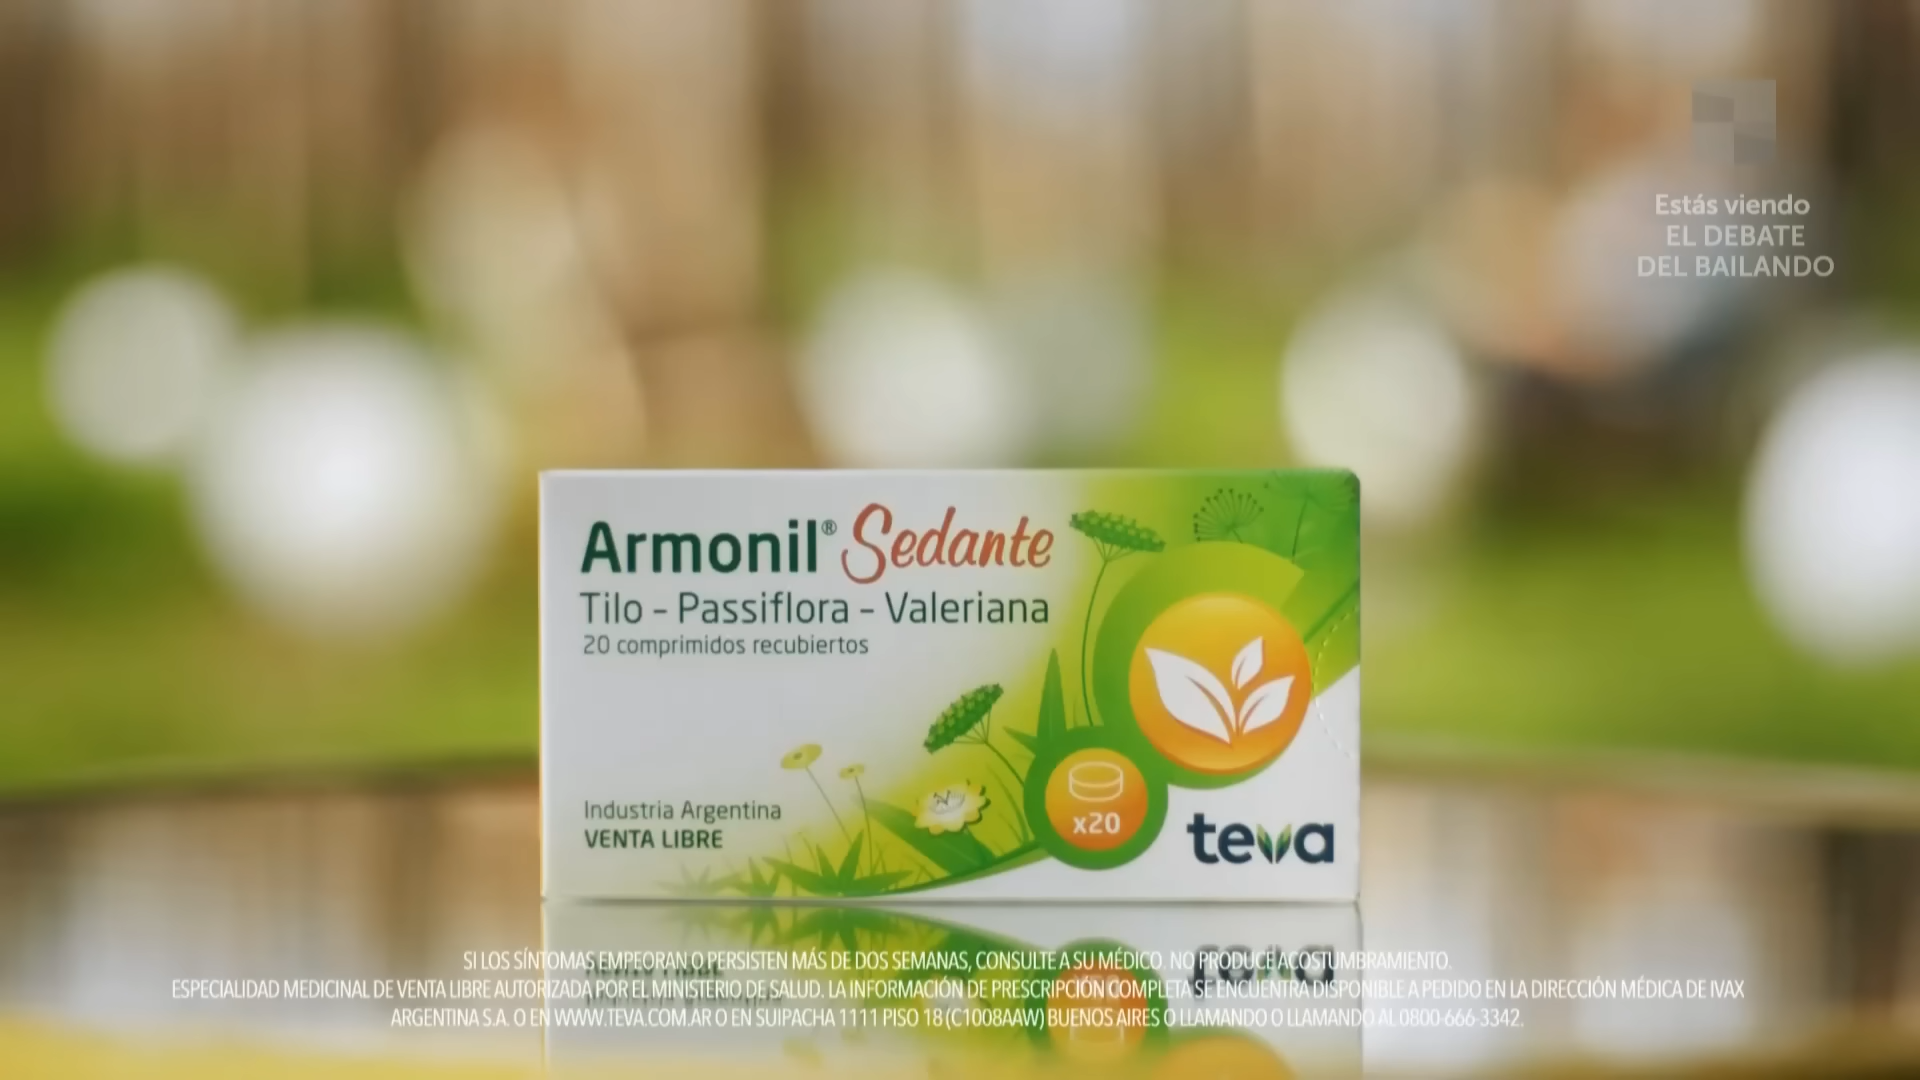 Estás viendo
EL DEBATE
DEL BAILANDO
Armonil® Sedante
Tilo - Passiflora - Valeriana
20 comprimidos recubiertos
Industria Argentina
VENTA LIBRE
x20
teva
SI LOS SÍNTOMAS EMPEORAN O PERSISTEN MÁS DE DOS SEMANAS, CONSULTE A SU MÉDICO. NO PRODUCE ACOSTUMBRAMIENTO.
ESPECIALIDAD MEDICINAL DE VENTA LIBRE AUTORIZADA POR EL MINISTERIO DE SALUD. LA INFORMACIÓN DE PRESCRIPCIÓN COMPLETA SE ENCUENTRA DISPONIBLE A PEDIDO EN LA DIRECCIÓN MÉDICA DE IVAX
ARGENTINA S.A. O EN WWW.TEVA.COM.AR O EN SUIPACHA 1111 PISO 18 (C1008AAW) BUENOS AIRES O LLAMANDO O LLAMANDO AL 0800-666-3342.